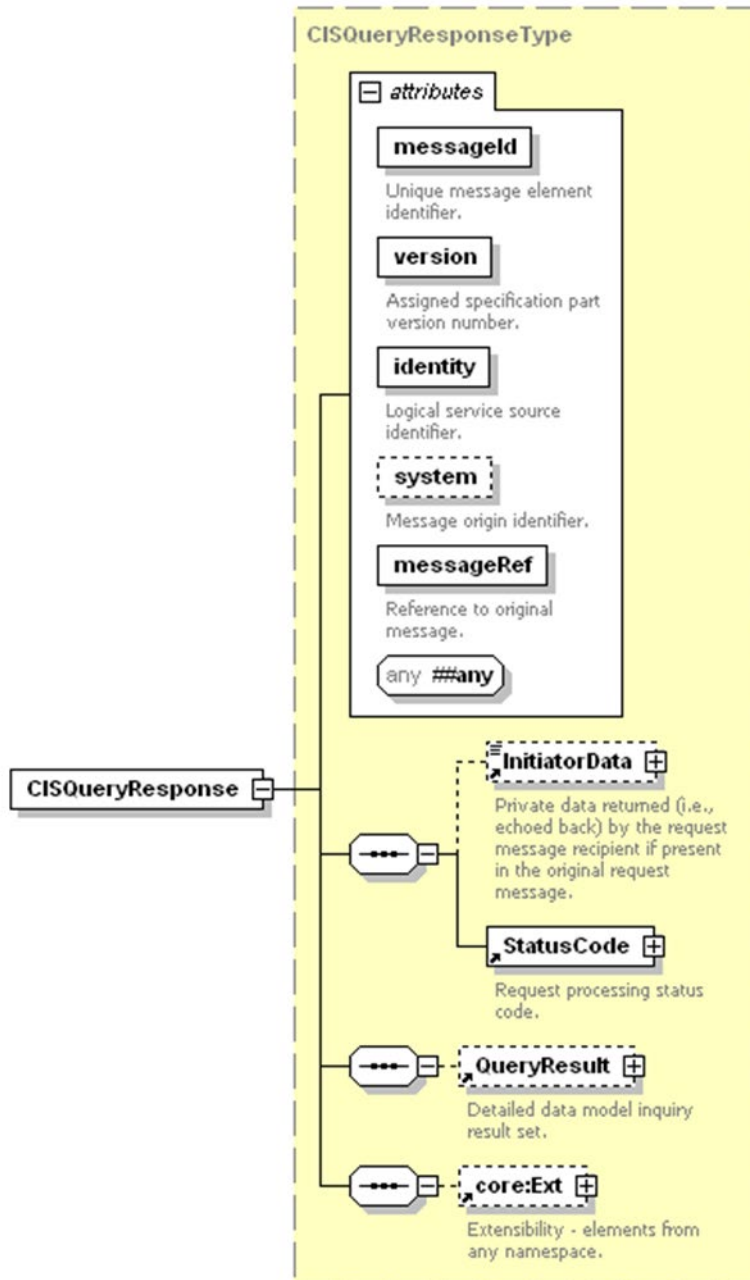 CISQueryResponseType
attributes
messageId
Unique message element
identifier.
version
Assigned specification part
version number.
identity
Logical service source
identifier.
system
Message origin identifier.
messageRef
Reference to original
message.
any ##any
CISQueryResponse
InitiatorData
Private data returned (i.e.,
echoed back) by the request
message recipient if present
in the original request
message.
StatusCode
Request processing status
code.
QueryResult
Detailed data model inquiry
result set.
core:Ext
Extensibility - elements from
any namespace.